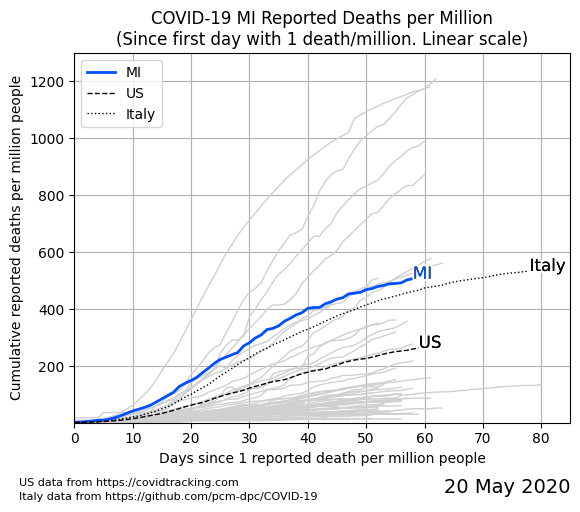 COVID-19 MI Reported Deaths per Million
(Since first day with 1 death/million. Linear scale)
Cumulative reported deaths per million people
1200
1000
800
600
400
200
MI
US
Italy
MI
Italy
US
0 10 20 30 40 50 60 70 80
Days since 1 reported death per million people
US data from https://covidtracking.com
Italy data from https://github.com/pcm-dpc/COVID-19
20 May 2020